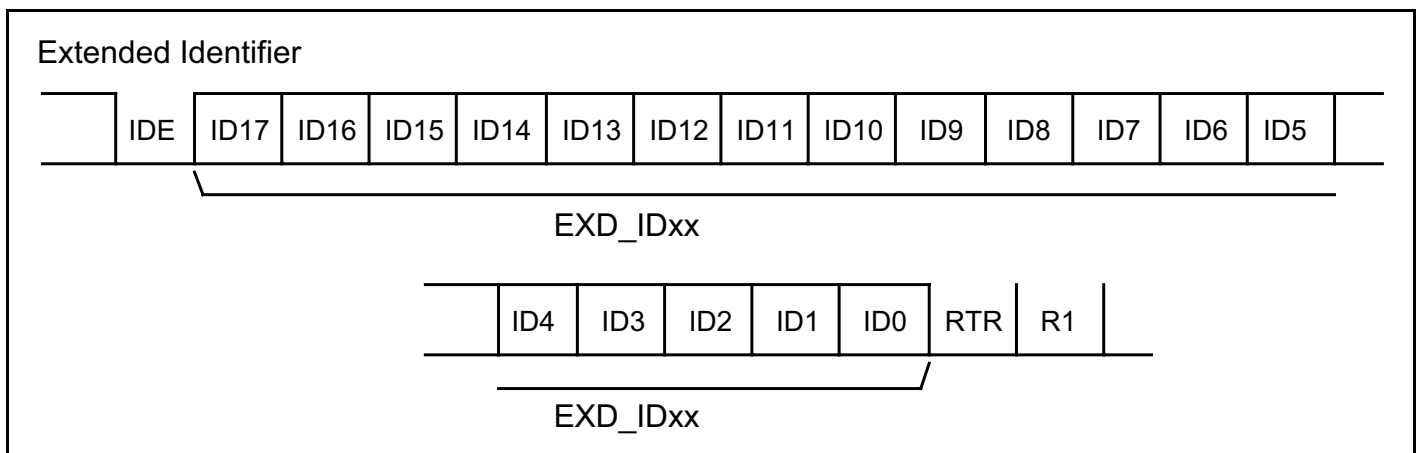 Extended Identifier
IDE ID17 ID16 ID15 ID14 ID13 ID12 ID11 ID10 ID9 ID8 ID7 ID6 ID5
EXD_IDxx
ID4 ID3 ID2 ID1 ID0 RTR R1
EXD_IDxx